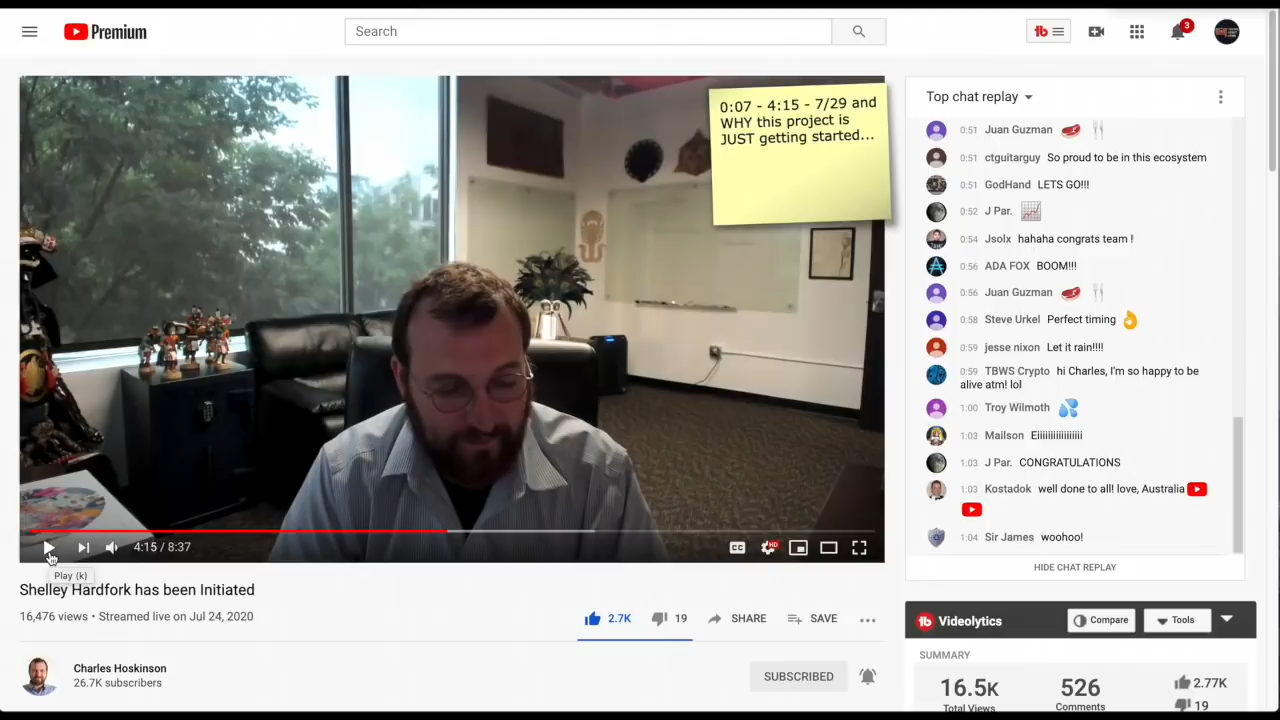 Premium
Search
3
0:07 - 4:15 - 7/29 and
WHY this project is
JUST getting started...
4:15 / 8:37
CC
HD
Play (k)
Shelley Hardfork has been Initiated
16,476 views • Streamed live on Jul 24, 2020
2.7K
19
SHARE
SAVE
Charles Hoskinson
26.7K subscribers
SUBSCRIBED
tb
Top chat replay
0:51 Juan Guzman
0:51 ctguitarguy So proud to be in this ecosystem
0:51 GodHand LETS GO!!!
0:52 J Par.
0:54 Jsolx hahaha congrats team !
0:56 ADA FOX BOOM!!!
0:56 Juan Guzman
0:58 Steve Urkel Perfect timing
0:59 jesse nixon Let it rain!!!!
0:59 TBWS Crypto hi Charles, I'm so happy to be
alive atm! lol
1:00 Troy Wilmoth
1:03 Mailson Eiiiiiiiiiiiiiiiii
1:03 J Par. CONGRATULATIONS
1:03 Kostadok well done to all! love, Australia
1:04 Sir James woohoo!
HIDE CHAT REPLAY
tb Videolytics
Compare
Tools
SUMMARY
16.5K
Total Views
526
Comments
2.77K
19